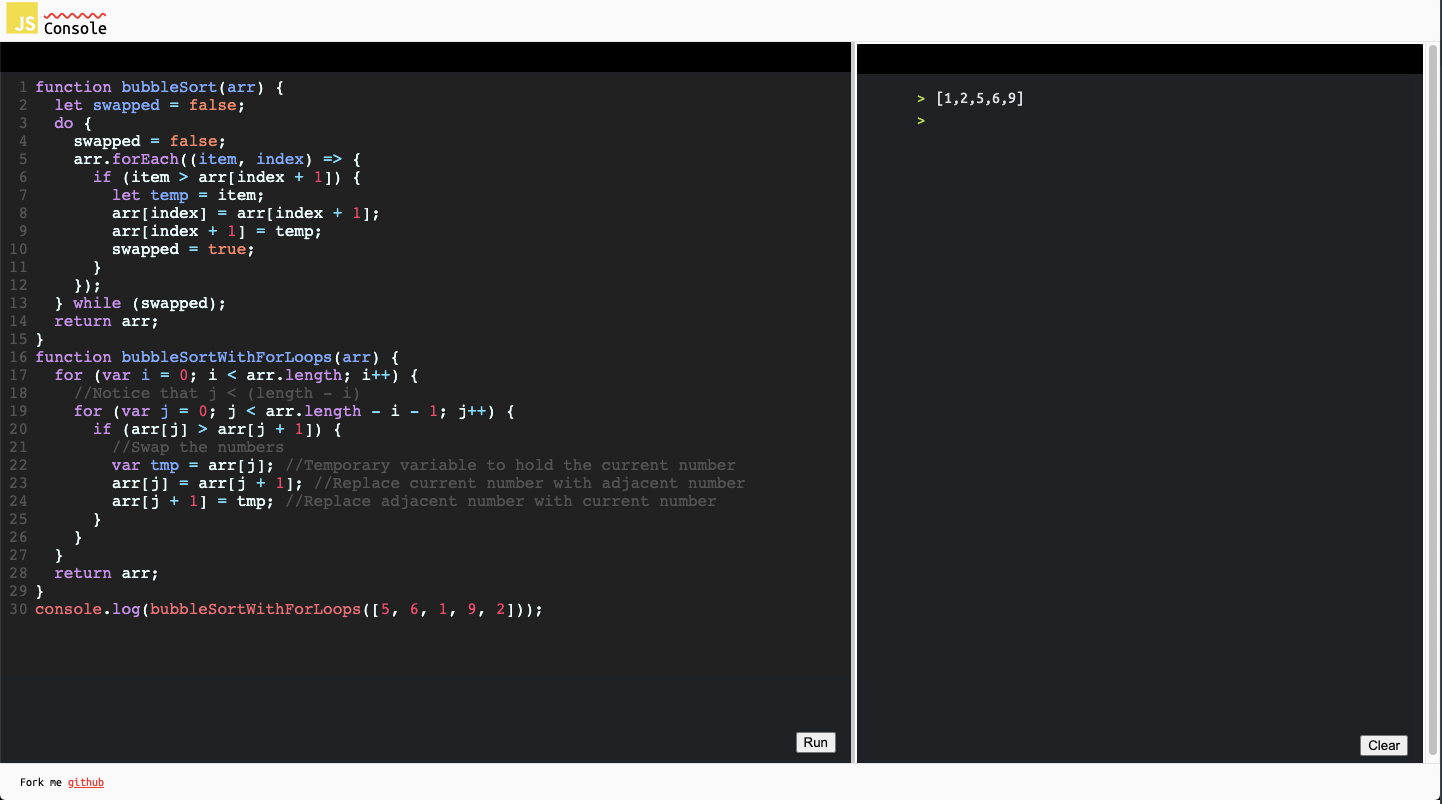 JS Console
1 function bubbleSort(arr) {
2   let swapped = false;
3   do {
4     swapped = false;
5     arr.forEach((item, index) => {
6       if (item > arr[index + 1]) {
7         let temp = item;
8         arr[index] = arr[index + 1];
9         arr[index + 1] = temp;
10         swapped = true;
11       }
12     });
13   } while (swapped);
14   return arr;
15 }
16 function bubbleSortWithForLoops(arr) {
17   for (var i = 0; i < arr.length; i++) {
18     //Notice that j < (length - i)
19     for (var j = 0; j < arr.length - i - 1; j++) {
20       if (arr[j] > arr[j + 1]) {
21         //Swap the numbers
22         var tmp = arr[j]; //Temporary variable to hold the current number
23         arr[j] = arr[j + 1]; //Replace current number with adjacent number
24         arr[j + 1] = tmp; //Replace adjacent number with current number
25       }
26     }
27   }
28   return arr;
29 }
30 console.log(bubbleSortWithForLoops([5, 6, 1, 9, 2]));
Run
> [1,2,5,6,9]
>
Clear
Fork me github